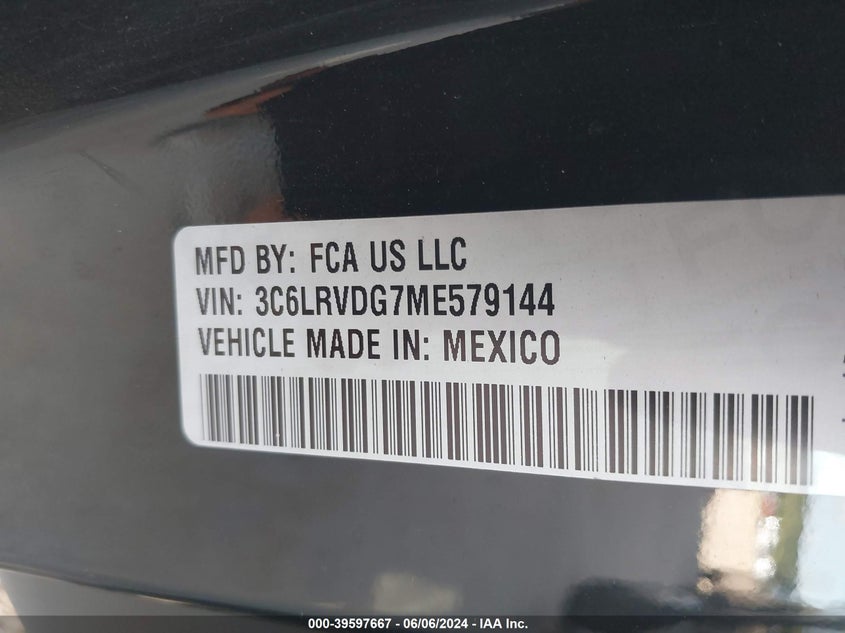 MFD BY: FCA US LLC
VIN: 3C6LRVDG7ME579144
VEHICLE MADE IN: MEXICO
000-39597667 - 06/06/2024 - IAA Inc.